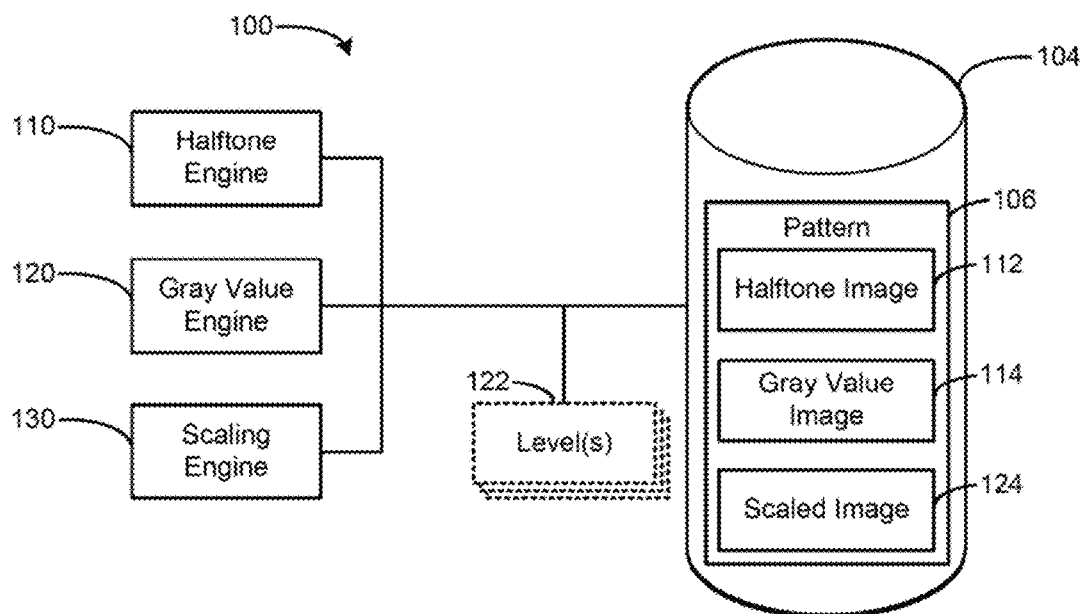 100
104
110
Halftone
Engine
106
Pattern
112
Halftone Image
120
Gray Value
Engine
114
Gray Value
Image
122
Level(s)
130
Scaling
Engine
124
Scaled Image